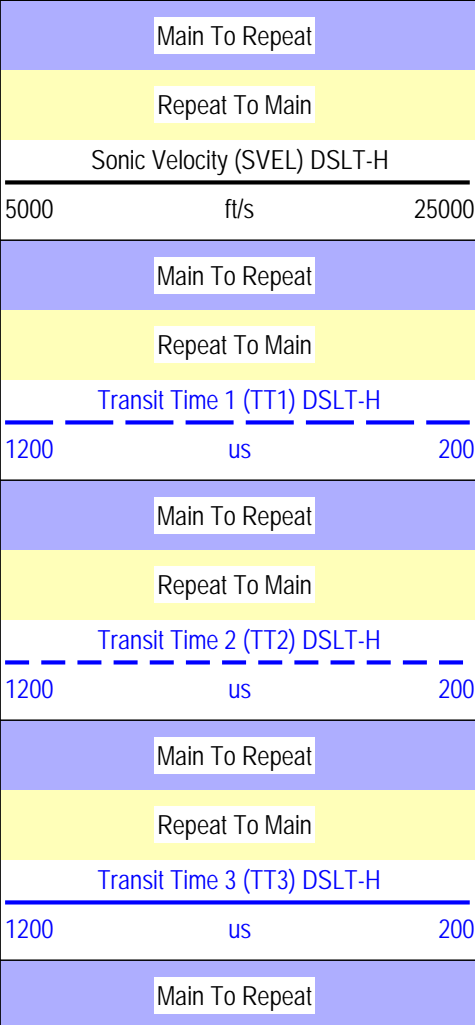 Main To Repeat
Repeat To Main
Sonic Velocity (SVEL) DSLT-H
5000 ft/s 25000
Main To Repeat
Repeat To Main
Transit Time 1 (TT1) DSLT-H
1200 us 200
Main To Repeat
Repeat To Main
Transit Time 2 (TT2) DSLT-H
1200 us 200
Main To Repeat
Repeat To Main
Transit Time 3 (TT3) DSLT-H
1200 us 200
Main To Repeat